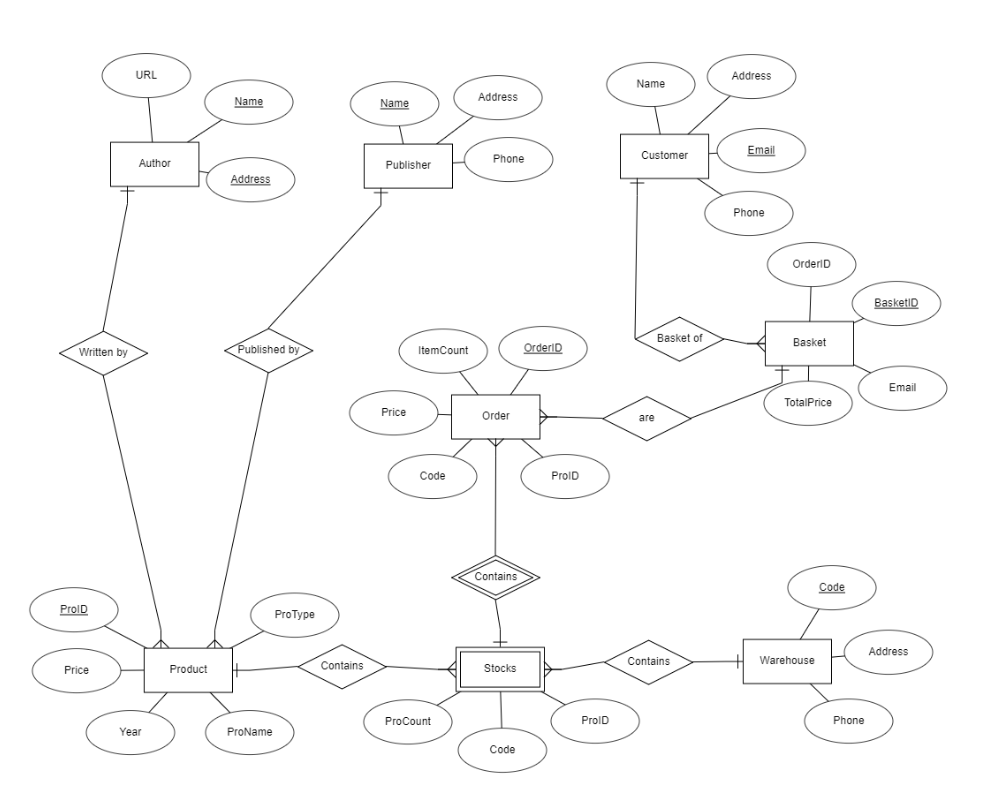 URL
Name
Address
Author
Name
Address
Phone
Publisher
Name
Address
Email
Phone
Customer
OrderID
BasketID
Basket
Email
TotalPrice
Basket of
Written by
Published by
ItemCount
OrderID
Price
Order
Code
ProID
are
Contains
ProID
ProType
Price
Product
Year
ProName
Contains
Stocks
ProCount
Code
ProID
Contains
Code
Warehouse
Address
Phone